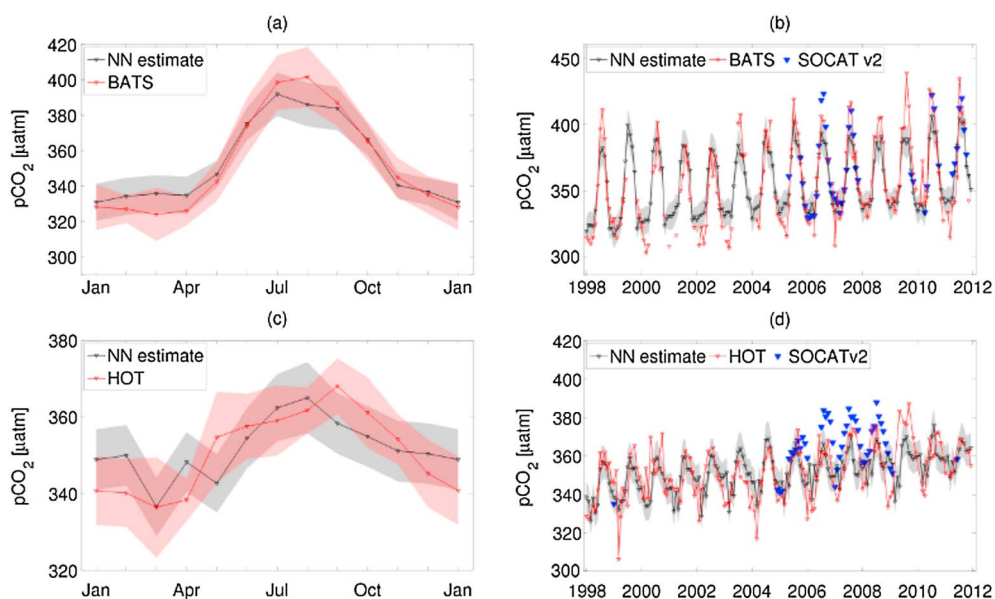 (a)
420
400
380
360
340
320
300
pCO2 [µatm]
NN estimate
BATS
Jan Apr Jul Oct Jan
(b)
450
400
350
300
pCO2 [µatm]
NN estimate BATS SOCAT v2
1998 2000 2002 2004 2006 2008 2010 2012
(c)
380
360
340
320
pCO2 [µatm]
NN estimate
HOT
Jan Apr Jul Oct Jan
(d)
420
400
380
360
340
320
300
pCO2 [µatm]
NN estimate HOT SOCATv2
1998 2000 2002 2004 2006 2008 2010 2012